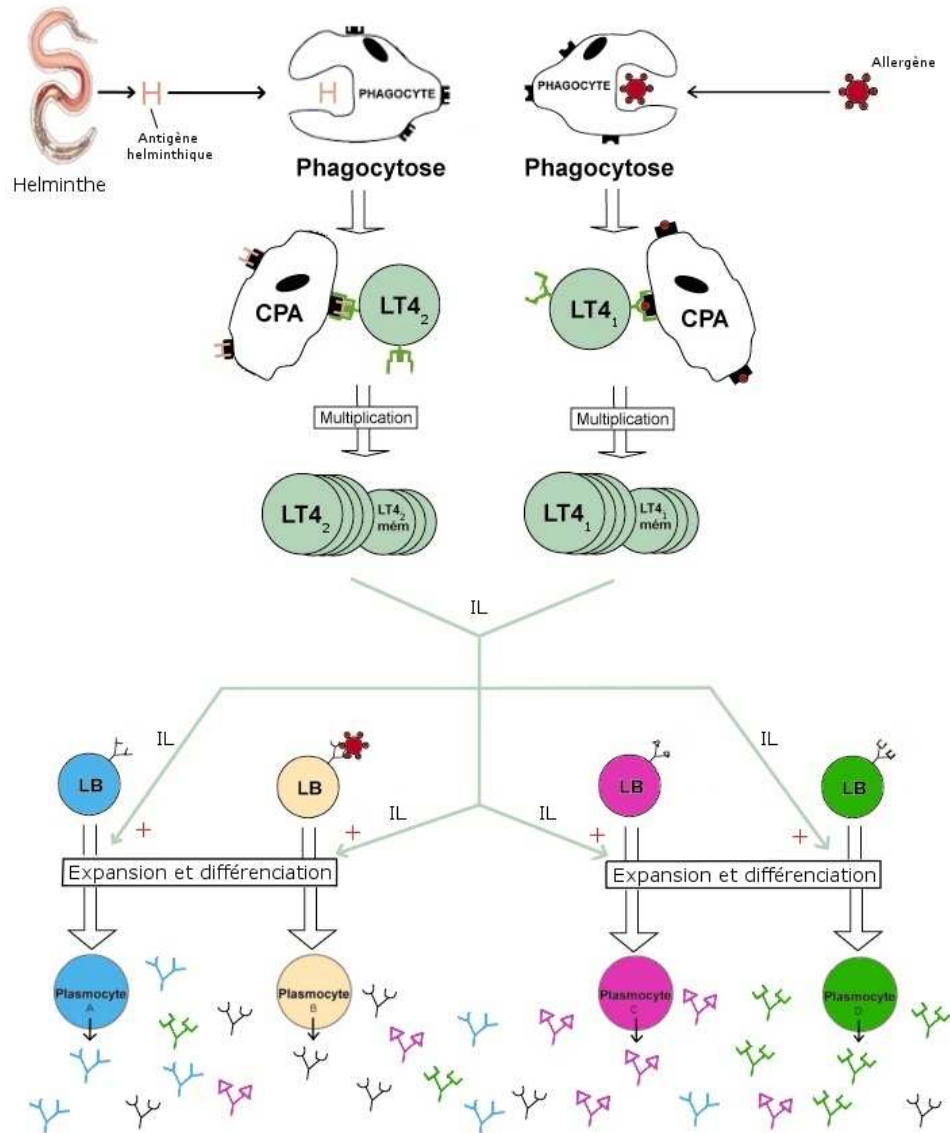 Allergène
H
H
PHAGOCYTE
PHAGOCYTE
Antigène
helminthique
Helminthe
Phagocytose
Phagocytose
CPA
LT4
2
LT4
1
CPA
Multiplication
Multiplication
LT4
2
LT4
2
mém
LT4
1
LT4
1
mém
IL
IL
IL
LB
LB
LB
LB
+
+
IL
IL
+
+
Expansion et différenciation
Expansion et différenciation
Plasmocyte
A
Plasmocyte
B
Plasmocyte
C
Plasmocyte
D